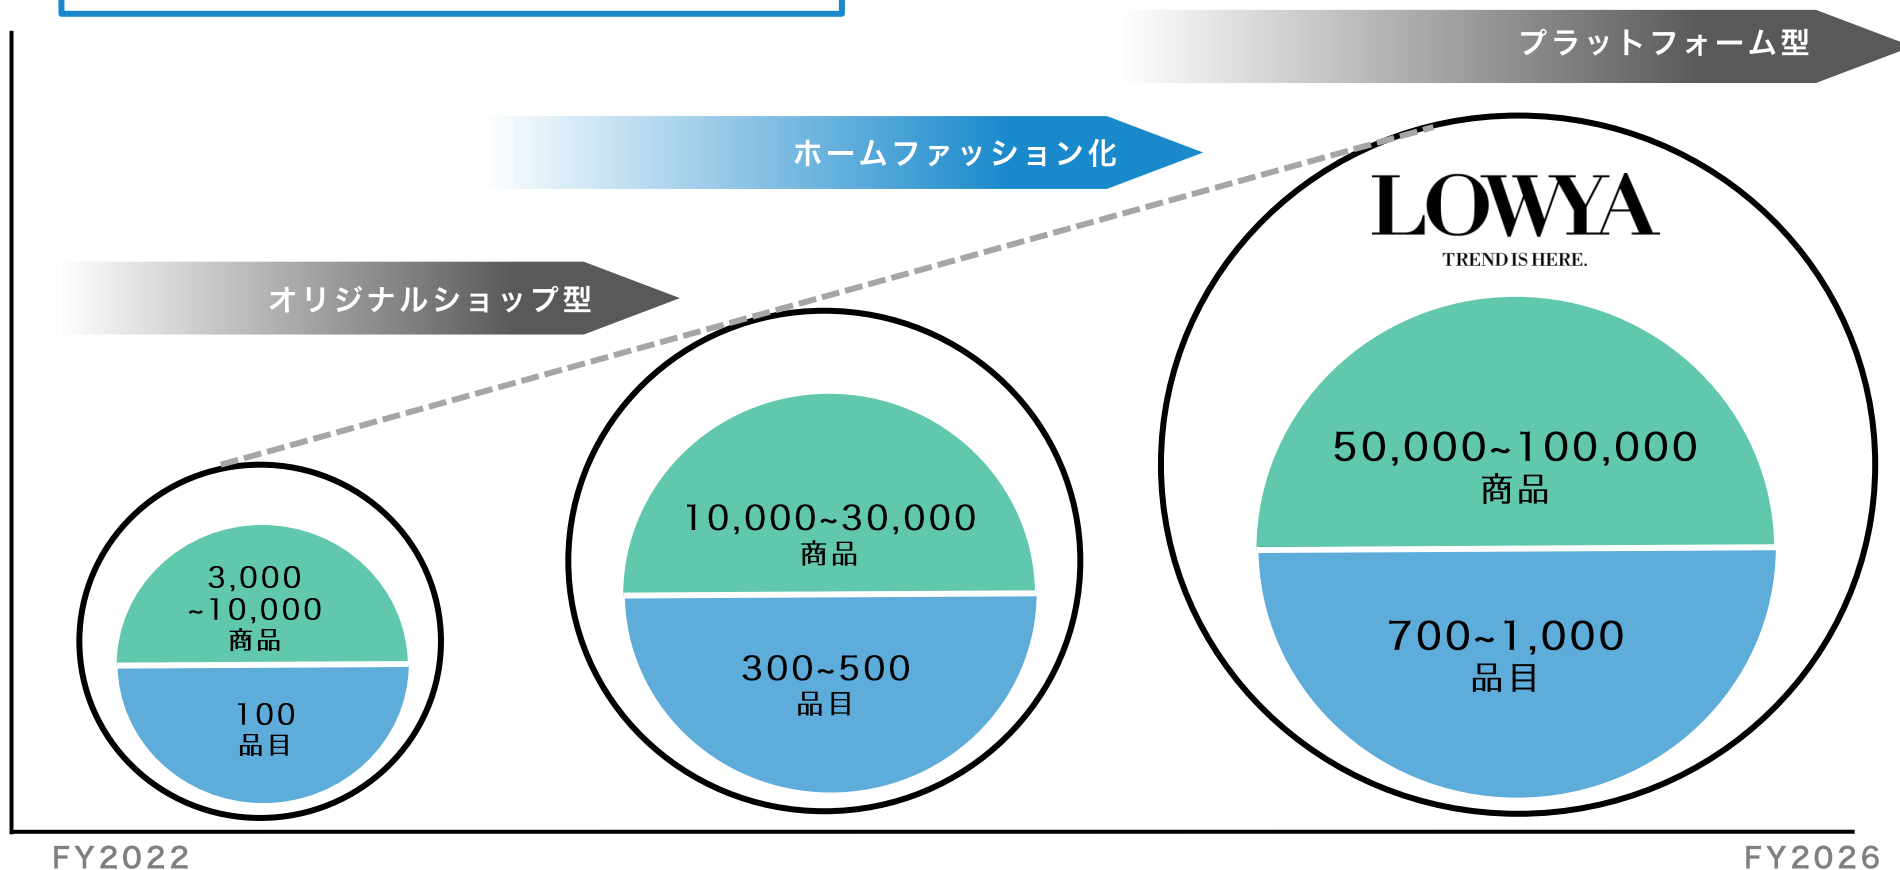 プラットフォーム型
ホームファッション化
オリジナルショップ型
LOWYA
TREND IS HERE.
50,000~100,000
商品
700~1,000
品目
10,000~30,000
商品
300~500
品目
3,000
~10,000
商品
100
品目
FY2022
FY2026